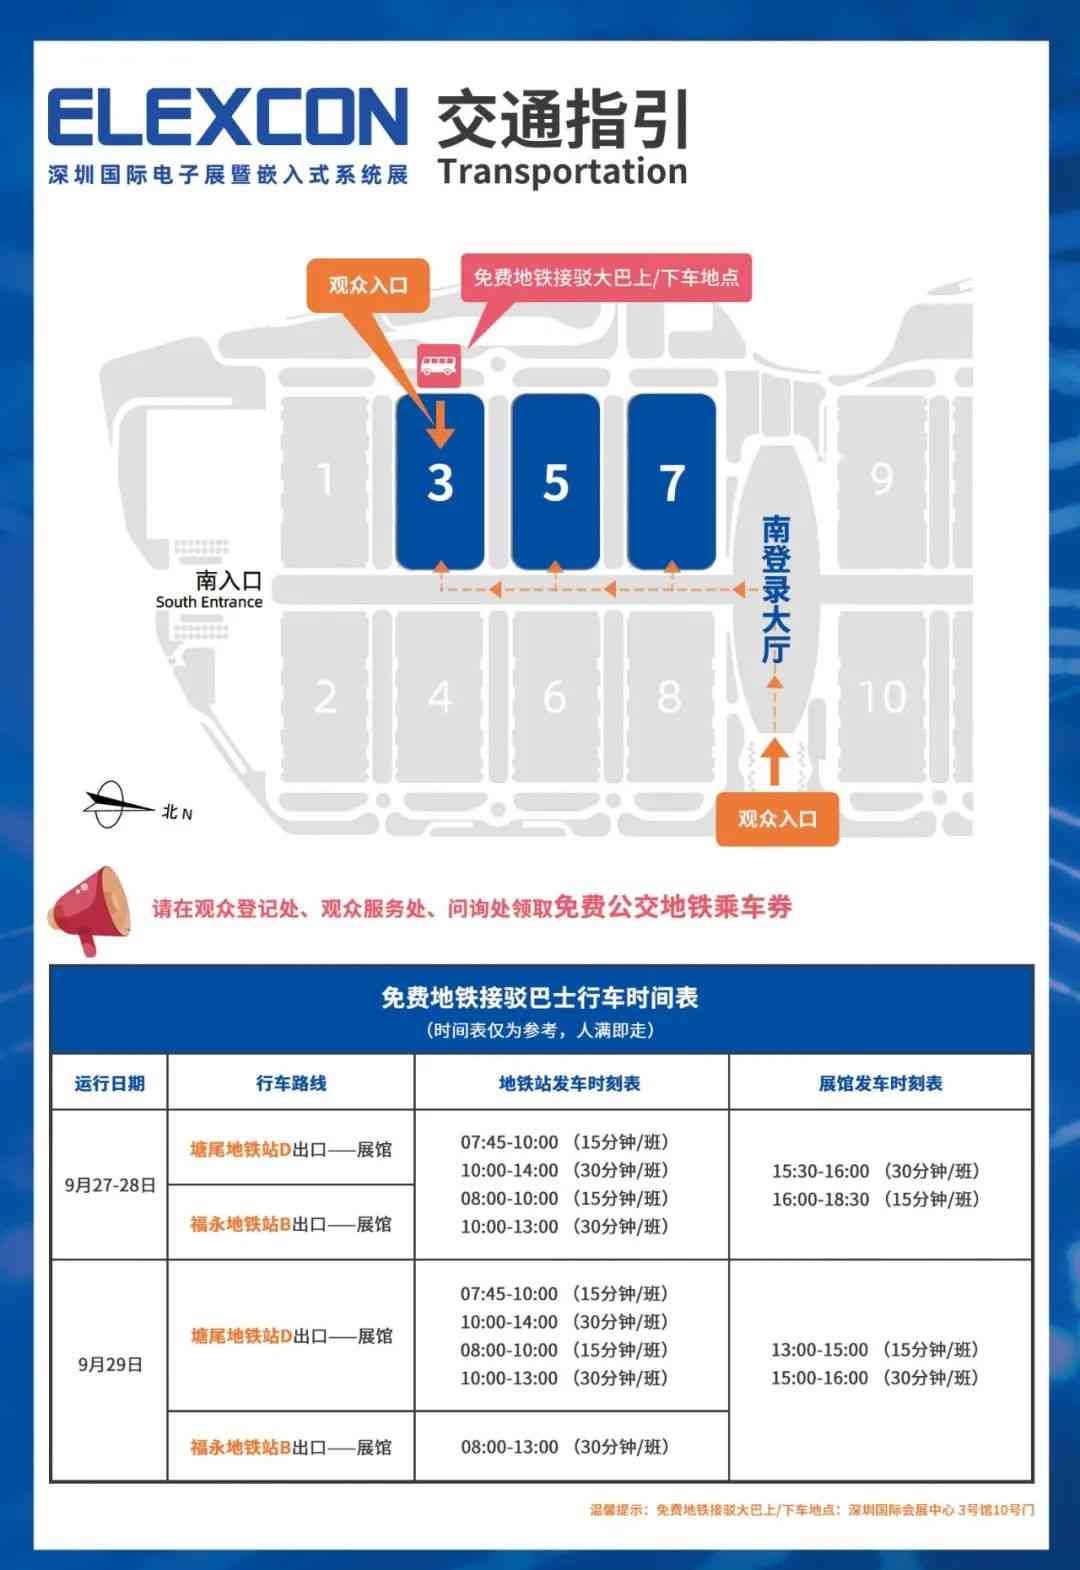 ELEXCON 交通指引
深圳国际电子展暨嵌入式系统展 Transportation
观众入口
免费地铁接驳大巴上/下车地点
1
3
5
7
9
南登录大厅
南入口
South Entrance
2
4
6
8
10
北 N
观众入口
请在观众登记处、观众服务处、问询处领取免费公交地铁乘车券
免费地铁接驳巴士行车时间表
（时间表仅为参考，人满即走）
运行日期 行车路线 地铁站发车时刻表 展馆发车时刻表
9月27-28日
塘尾地铁站D出口——展馆
福永地铁站B出口——展馆
07:45-10:00 （15分钟/班）
10:00-14:00 （30分钟/班）
08:00-10:00 （15分钟/班）
10:00-13:00 （30分钟/班）
15:30-16:00 （30分钟/班）
16:00-18:30 （15分钟/班）
9月29日
塘尾地铁站D出口——展馆
07:45-10:00 （15分钟/班）
10:00-14:00 （30分钟/班）
08:00-10:00 （15分钟/班）
10:00-13:00 （30分钟/班）
福永地铁站B出口——展馆
08:00-13:00 （30分钟/班）
13:00-15:00 （15分钟/班）
15:00-16:00 （30分钟/班）
温馨提示：免费地铁接驳大巴上/下车地点：深圳国际会展中心 3号馆10号门